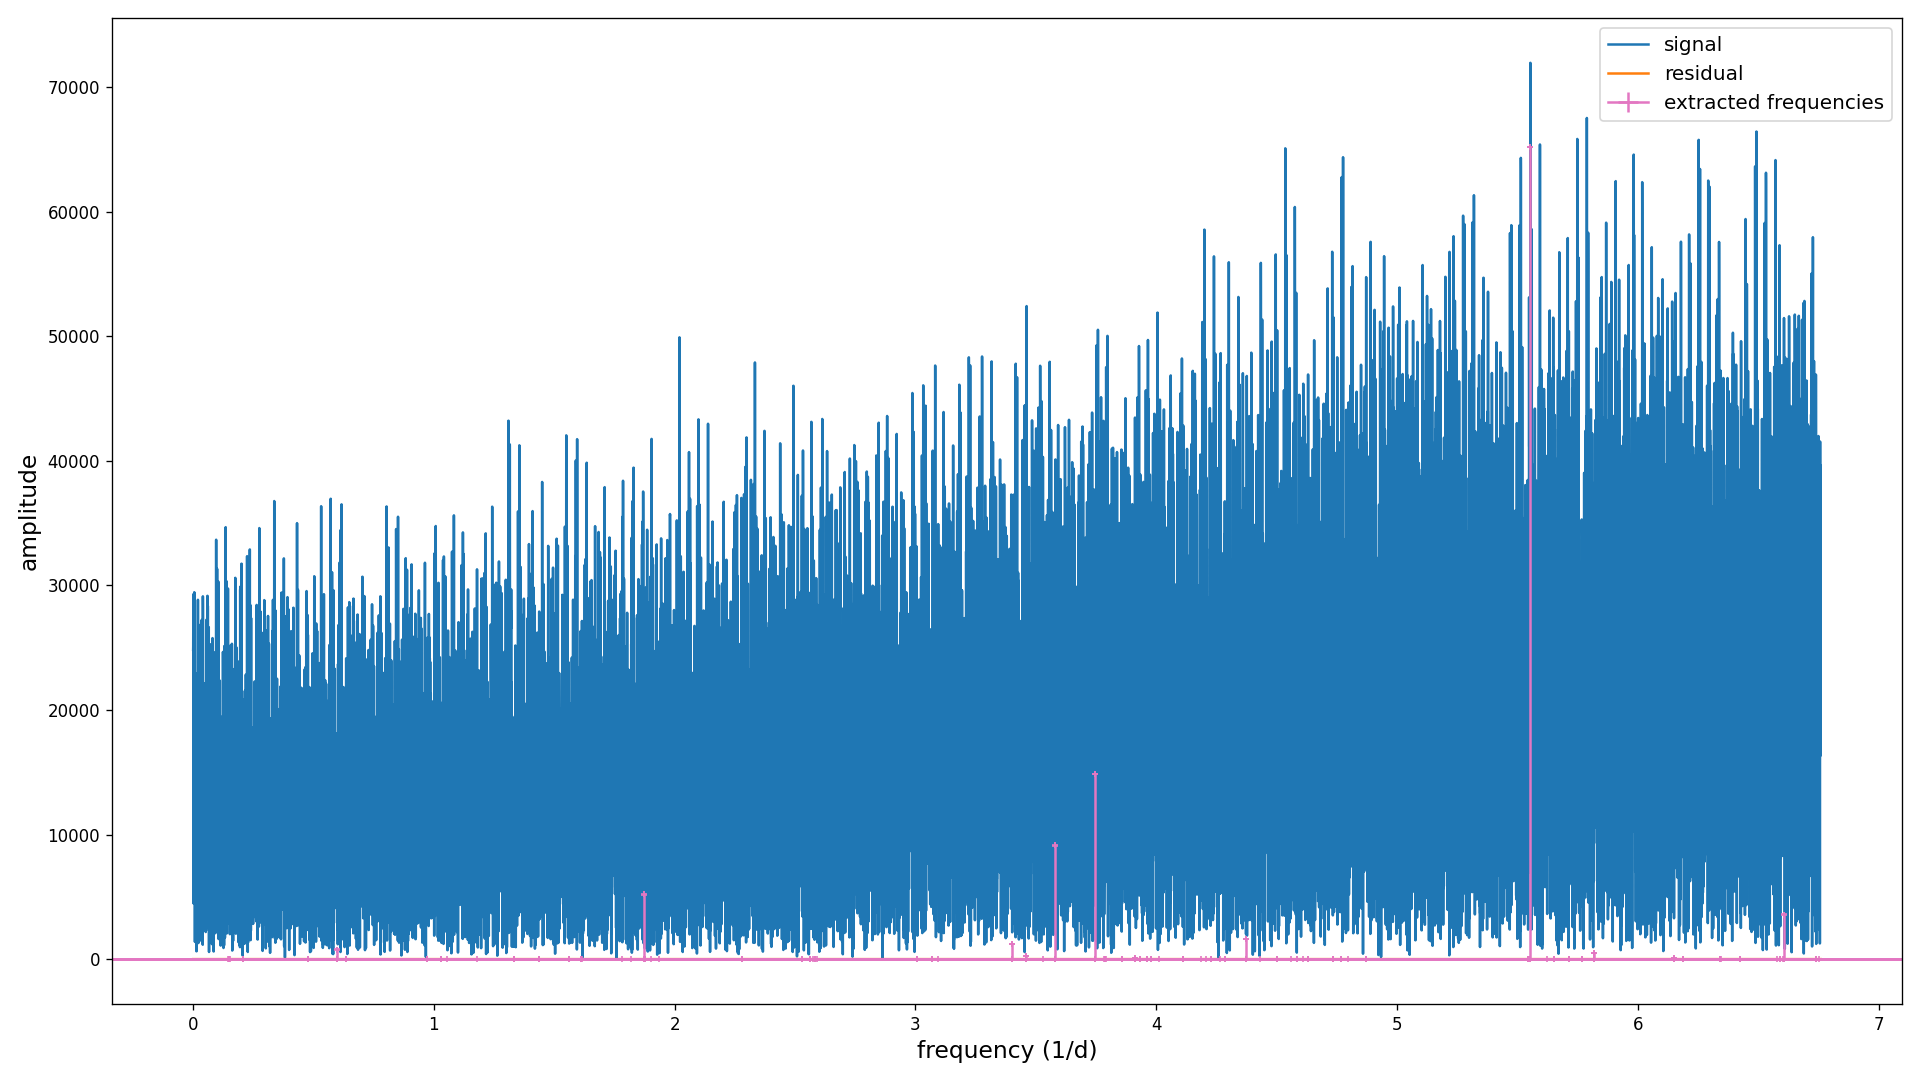 signal
residual
extracted frequencies
70000
60000
50000
40000
30000
20000
10000
0
amplitude
0 1 2 3 4 5 6 7
frequency (1/d)